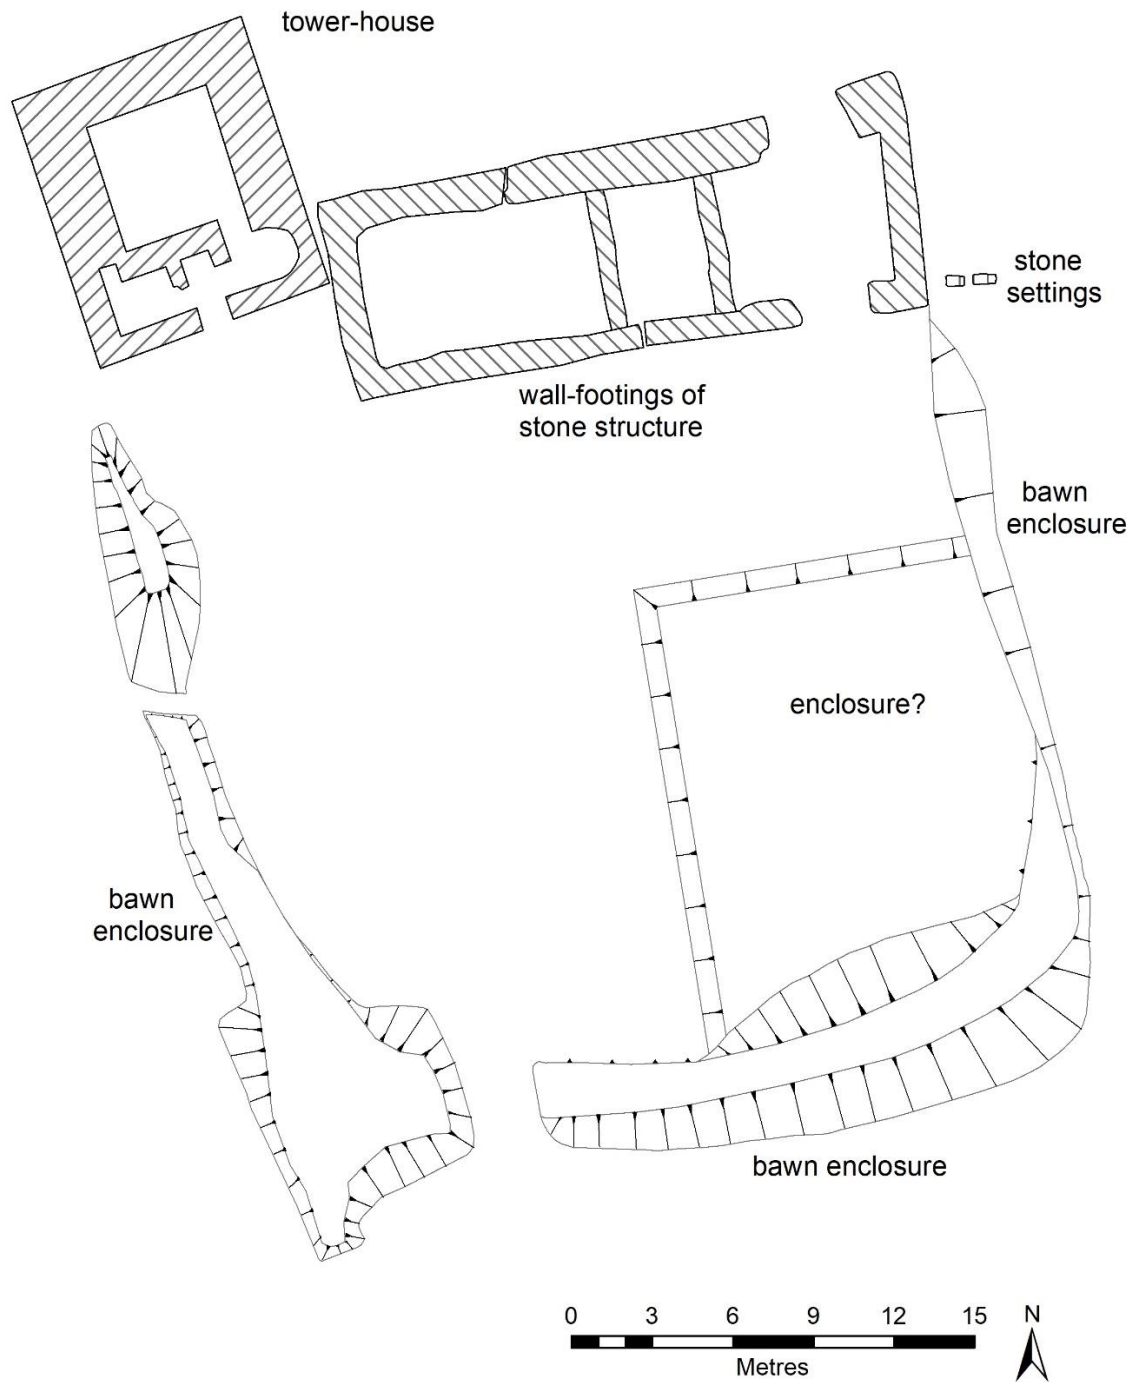 tower-house
stone
settings
wall-footings of
stone structure
bawn
enclosure
enclosure?
bawn
enclosure
bawn enclosure
0 3 6 9 12 15
Metres
N